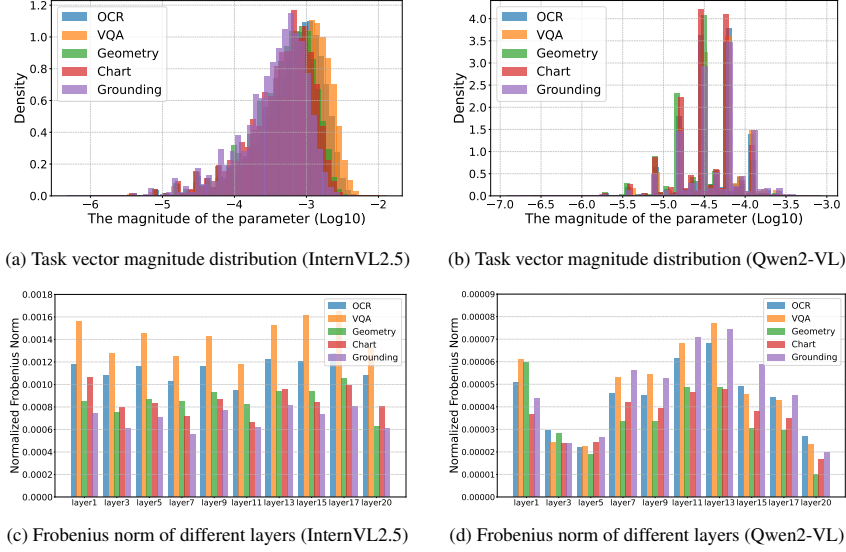 1.2
1.0
0.8
0.6
0.4
0.2
0.0
Density
OCR
VQA
Geometry
Chart
Grounding
−6
−5
−4
−3
−2
The magnitude of the parameter (Log10)
(a) Task vector magnitude distribution (InternVL2.5)
4.0
3.5
3.0
2.5
2.0
1.5
1.0
0.5
0.0
Density
OCR
VQA
Geometry
Chart
Grounding
−7.0
−6.5
−6.0
−5.5
−5.0
−4.5
−4.0
−3.5
−3.0
The magnitude of the parameter (Log10)
(b) Task vector magnitude distribution (Qwen2-VL)
0.0018
0.0016
0.0014
0.0012
0.0010
0.0008
0.0006
0.0004
0.0002
0.0000
Normalized Frobenius Norm
OCR
VQA
Geometry
Chart
Grounding
layer1
layer3
layer5
layer7
layer9
layer11
layer13
layer15
layer17
layer20
(c) Frobenius norm of different layers (InternVL2.5)
0.00009
0.00008
0.00007
0.00006
0.00005
0.00004
0.00003
0.00002
0.00001
0.00000
Normalized Frobenius Norm
OCR
VQA
Geometry
Chart
Grounding
layer1
layer3
layer5
layer7
layer9
layer11
layer13
layer15
layer17
layer20
(d) Frobenius norm of different layers (Qwen2-VL)